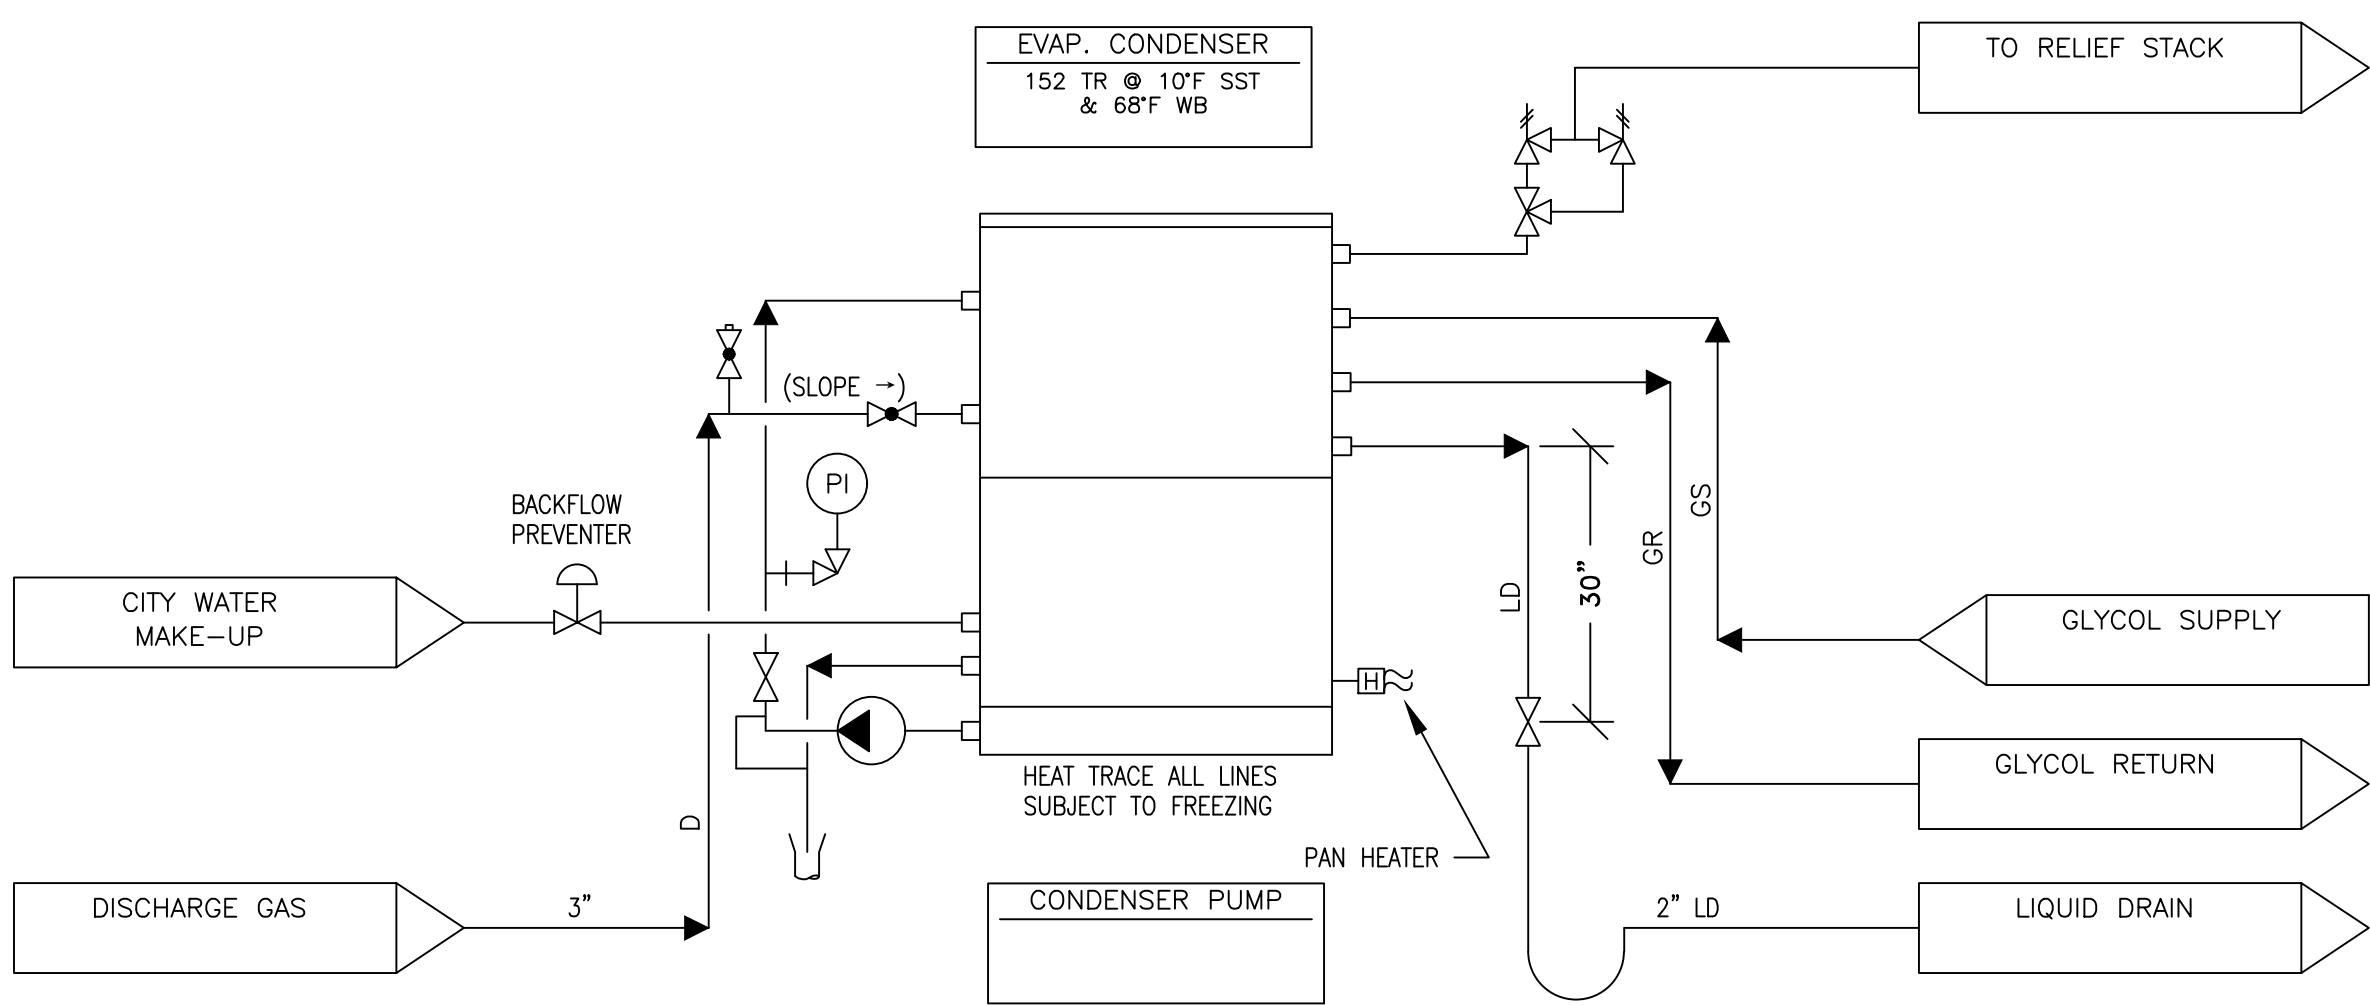 EVAP. CONDENSER
152 TR @ 10°F SST
& 68°F WB
TO RELIEF STACK
(SLOPE →)
PI
BACKFLOW
PREVENTER
CITY WATER
MAKE-UP
GS
GR
LD
30"
GLYCOL SUPPLY
H
GLYCOL RETURN
HEAT TRACE ALL LINES
SUBJECT TO FREEZING
D
PAN HEATER
DISCHARGE GAS
3"
CONDENSER PUMP
2" LD
LIQUID DRAIN